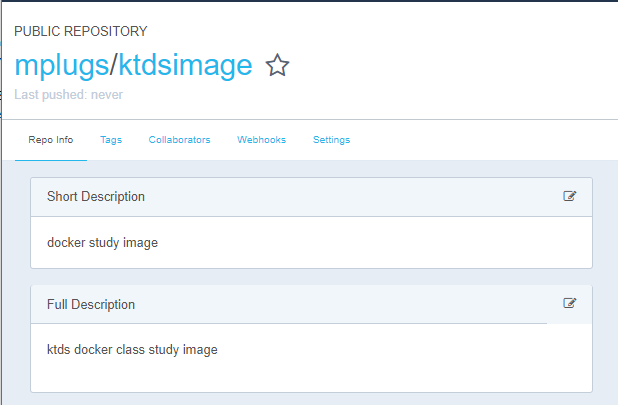 PUBLIC REPOSITORY
mplugs/ktdsimage
Last pushed: never
Repo Info Tags Collaborators Webhooks Settings
Short Description
docker study image
Full Description
ktds docker class study image